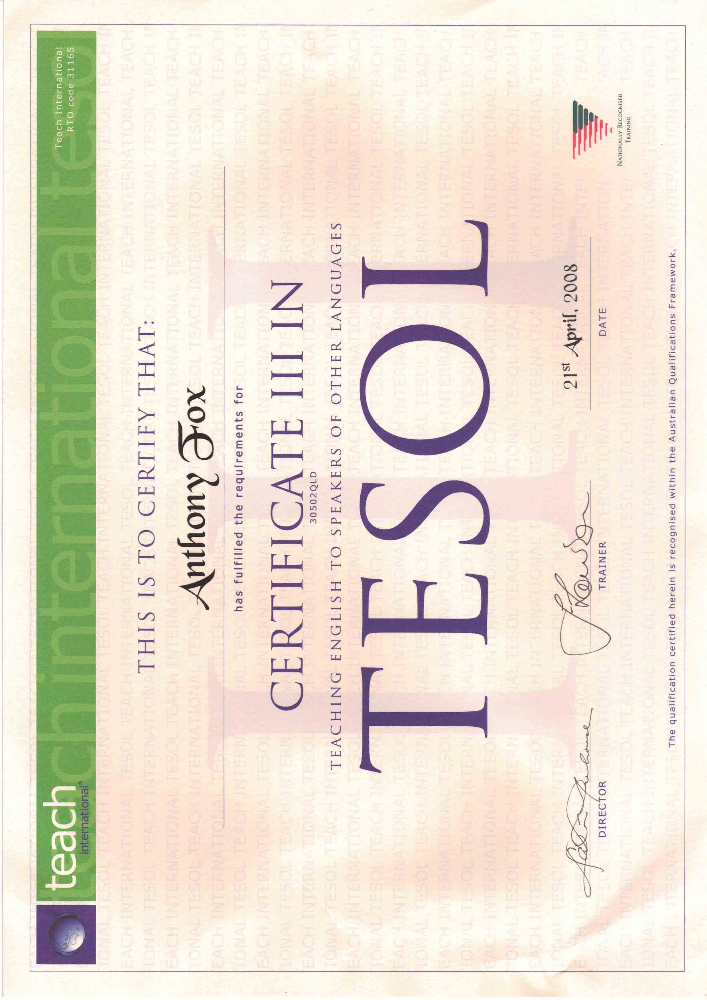 teach
international®
Teach International
RTO code 31165
THIS IS TO CERTIFY THAT:
Anthony Fox
has fulfilled the requirements for
CERTIFICATE III IN
30502QLD
TEACHING ENGLISH TO SPEAKERS OF OTHER LANGUAGES
TESOL
21st April, 2008
DIRECTOR
TRAINER
DATE
NATIONALLY RECOGNISED
TRAINING
The qualification certified herein is recognised within the Australian Qualifications Framework.